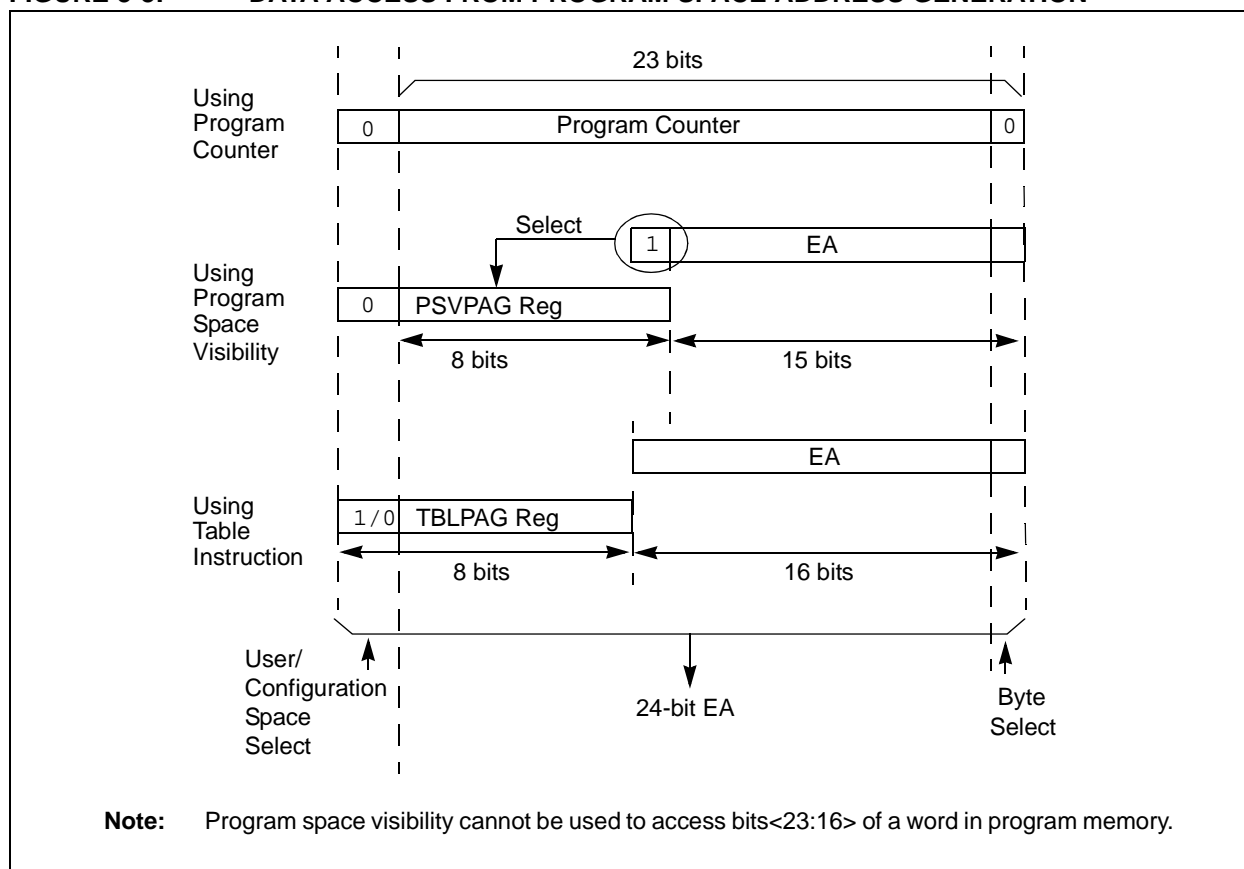 23 bits
Using
Program
Counter
0
Program Counter
0
Select
1
EA
Using
Program
Space
Visibility
0
PSVPAG Reg
8 bits
15 bits
EA
Using
Table
Instruction
1/0
TBLPAG Reg
8 bits
16 bits
User/
Configuration
Space
Select
24-bit EA
Byte
Select
Note: Program space visibility cannot be used to access bits<23:16> of a word in program memory.